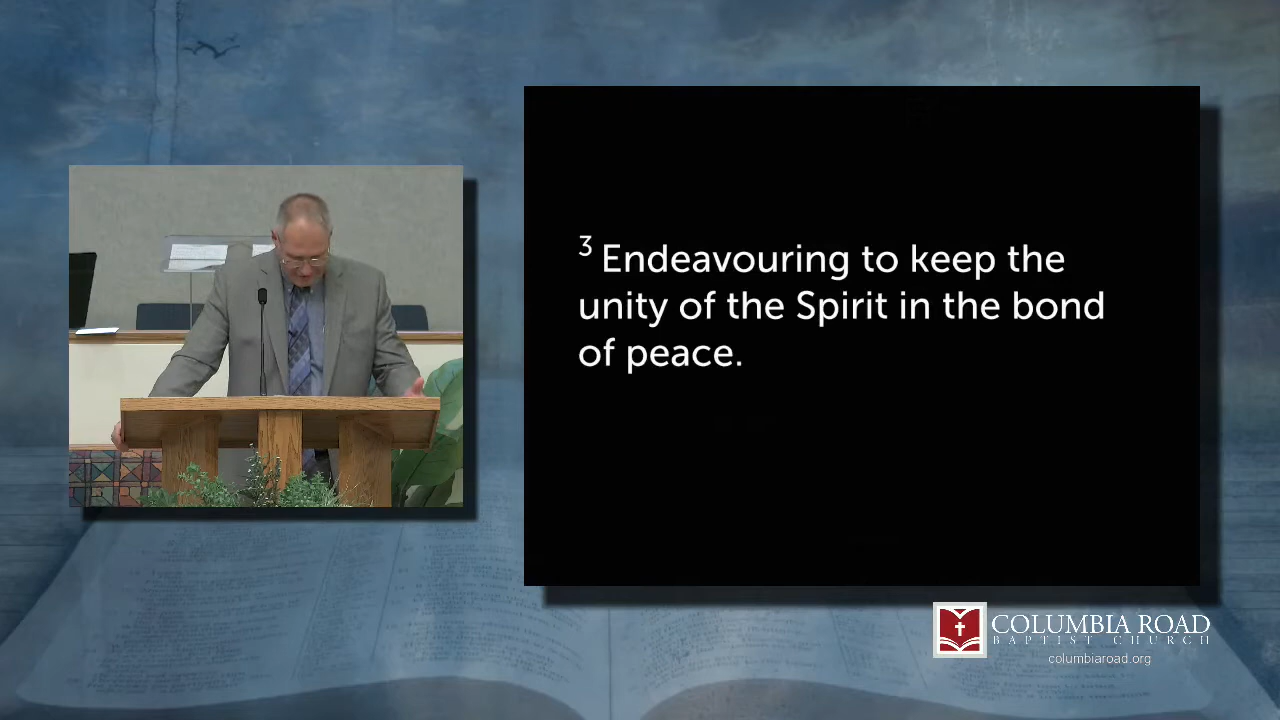 3 Endeavouring to keep the
unity of the Spirit in the bond
of peace.
COLUMBIA ROAD
BAPTIST CHURCH
columbiaroad.org